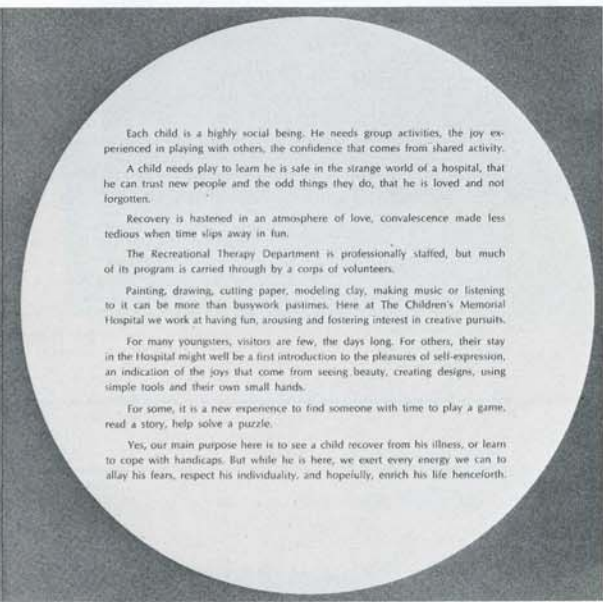 Each child is a highly social being. He needs group activities, the joy ex-
perienced in playing with others, the confidence that comes from shared activity.
A child needs play to learn he is safe in the strange world of a hospital, that
he can trust new people and the odd things they do, that he is loved and not
forgotten.
Recovery is hastened in an atmosphere of love, convalescence made less
tedious when time slips away in fun.
The Recreational Therapy Department is professionally staffed, but much
of its program is carried through by a corps of volunteers.
Painting, drawing, cutting paper, modeling clay, making music or listening
to it can be more than busywork pastimes. Here at The Children's Memorial
Hospital we work at having fun, arousing and fostering interest in creative pursuits.
For many youngsters, visitors are few, the days long. For others, their stay
in the Hospital might well be a first introduction to the pleasures of self-expression,
an indication of the joys that come from seeing beauty, creating designs, using
simple tools and their own small hands.
For some, it is a new experience to find someone with time to play a game,
read a story, help solve a puzzle.
Yes, our main purpose here is to see a child recover from his illness, or learn
to cope with handicaps. But while he is here, we exert every energy we can to
allay his fears, respect his individuality, and hopefully, enrich his life henceforth.